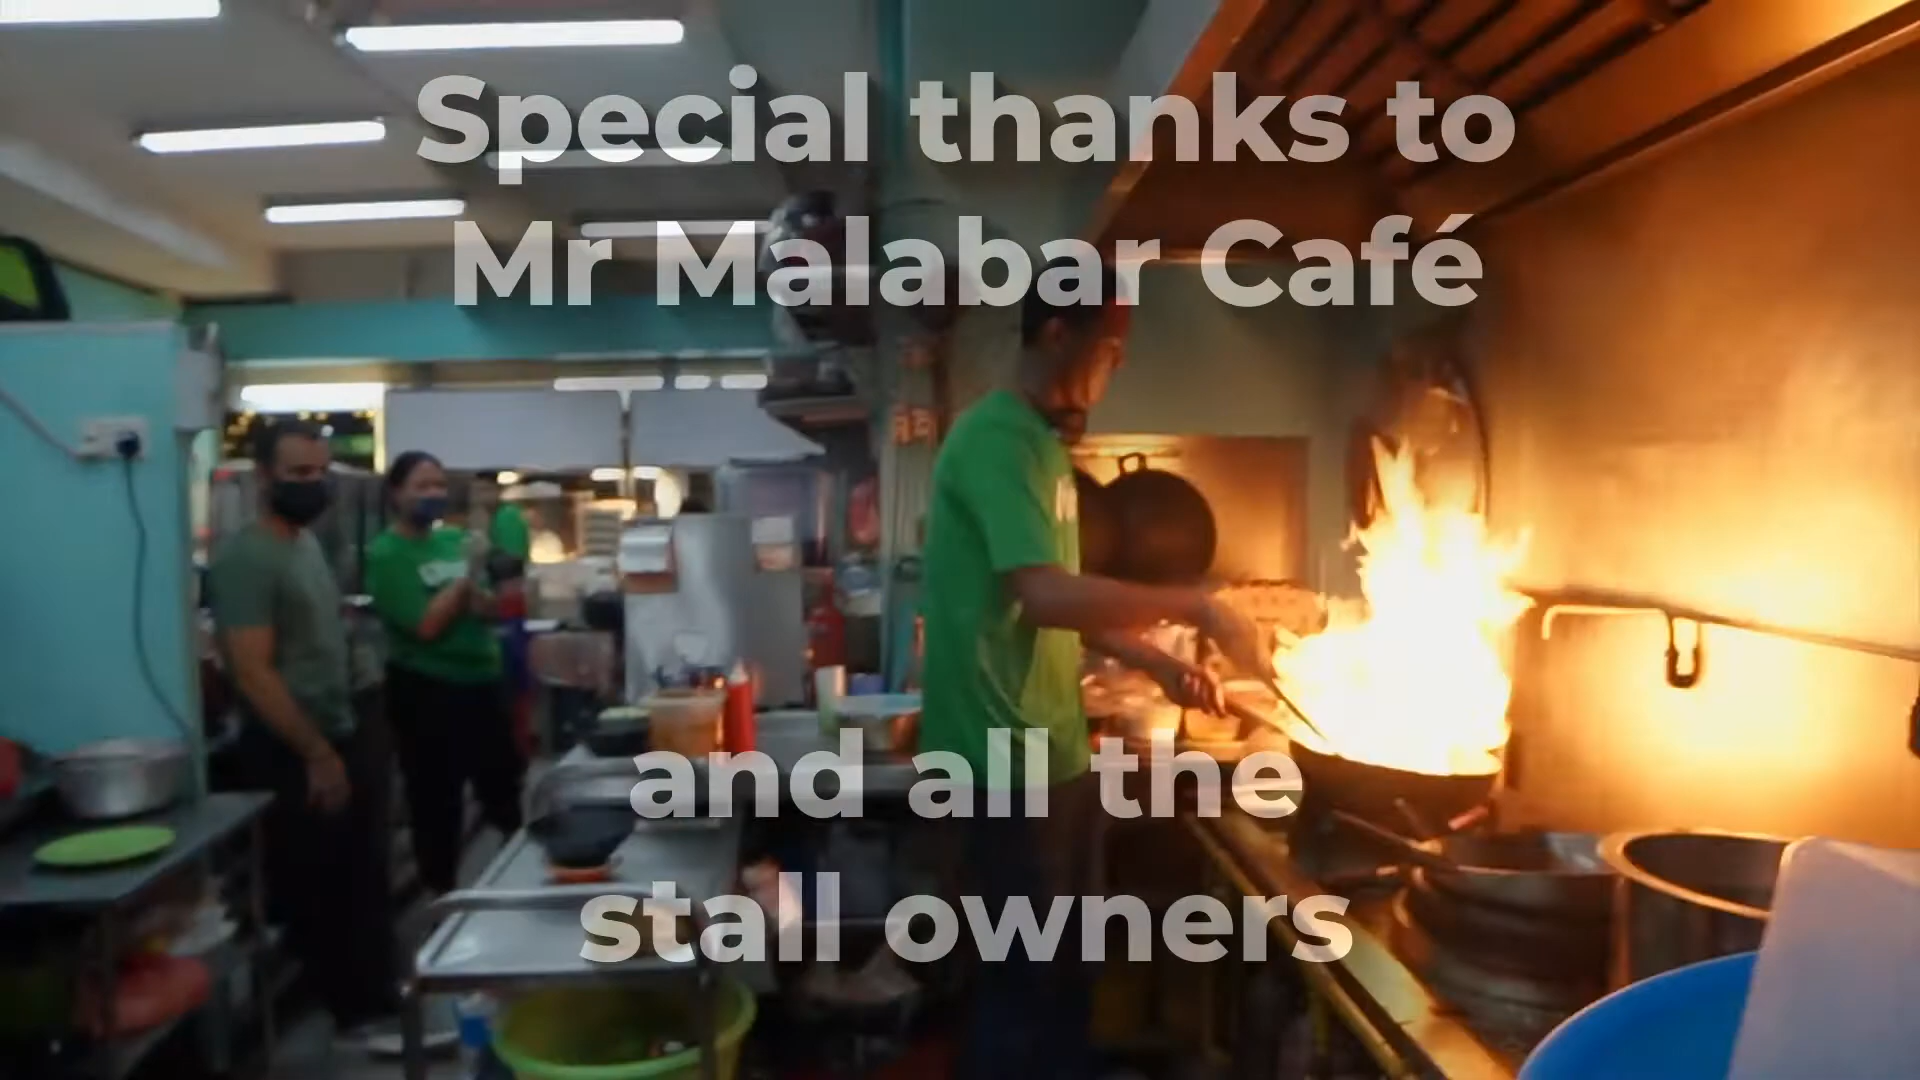 Special thanks to
Mr Malabar Café
and all the
stall owners